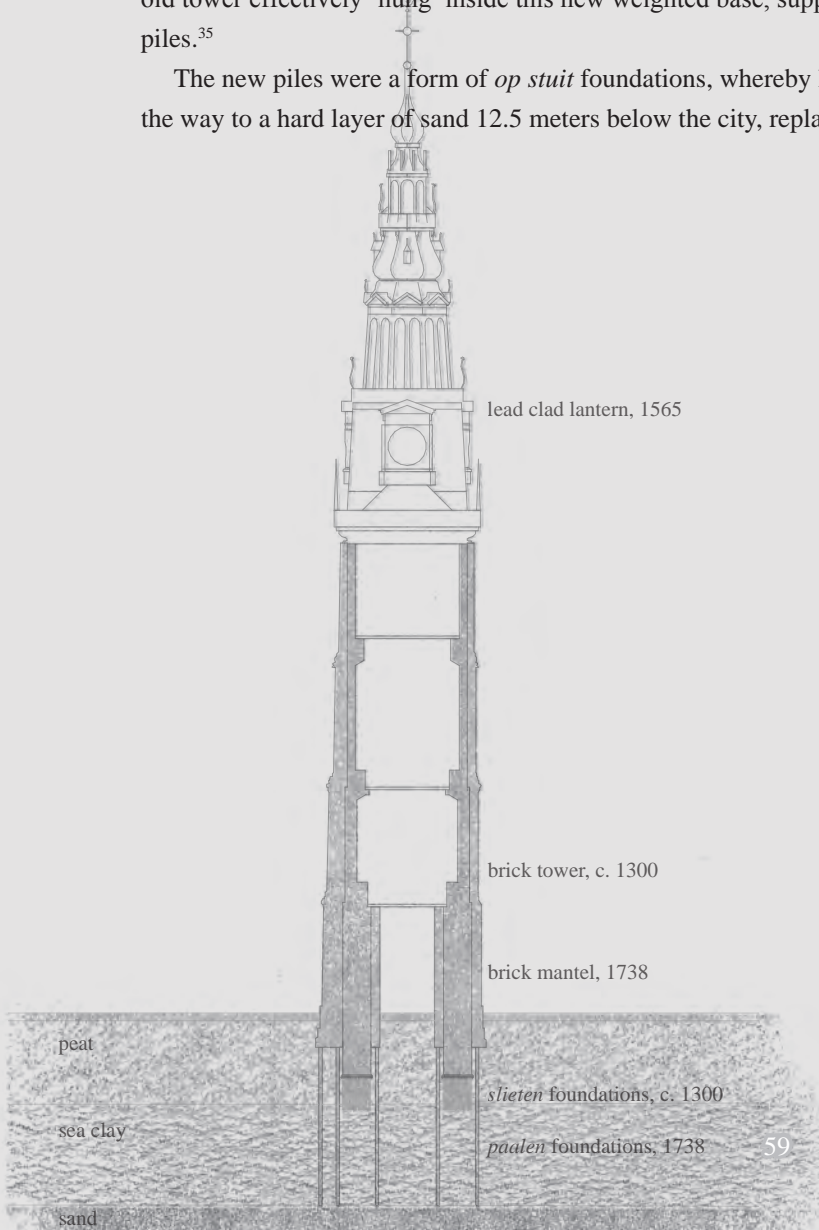 old tower effectively "hung" inside this new weighted base,
piles.³⁵
The new piles were a form of op stuit foundations, whereby
the way to a hard layer of sand 12.5 meters below the city,
lead clad lantern, 1565
brick tower, c. 1300
brick mantel, 1738
peat
slieten foundations, c. 1300
sea clay
paalen foundations, 1738
59
sand